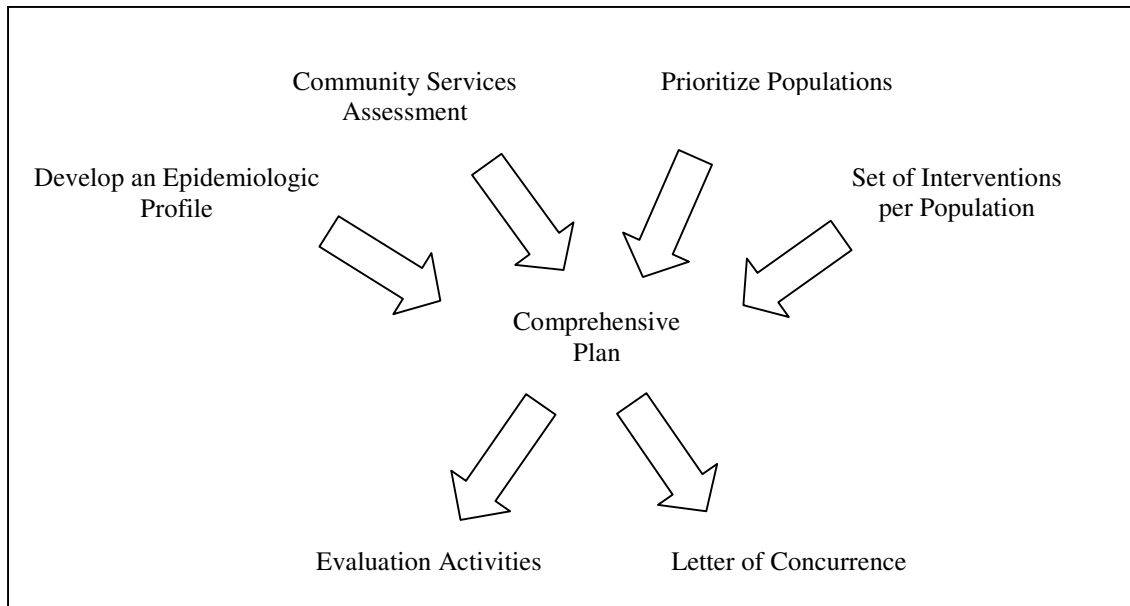 Community Services
Assessment
Prioritize Populations
Develop an Epidemiologic
Profile
Set of Interventions
per Population
Comprehensive
Plan
Evaluation Activities
Letter of Concurrence